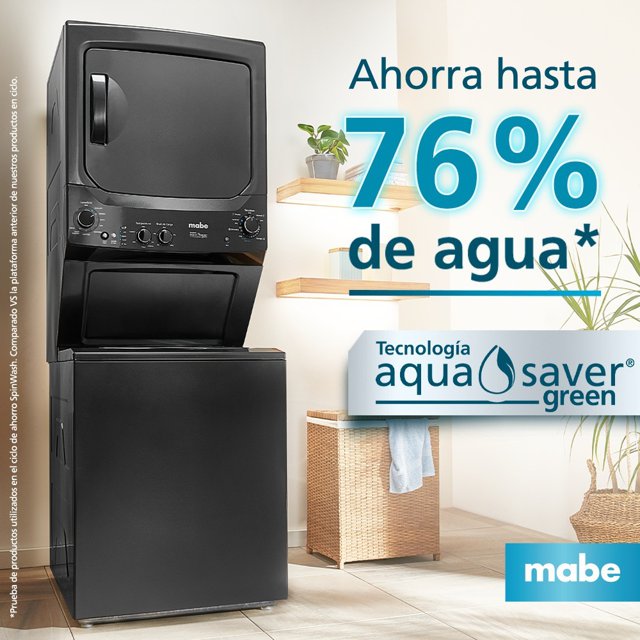 Ahorra hasta
76%
de agua*
Tecnología
aqua saver®
green
mabe
mabe
*Prueba de productos utilizados en el ciclo de ahorro SpinWash. Comparado VS la plataforma anterior de nuestros productos en ciclo.